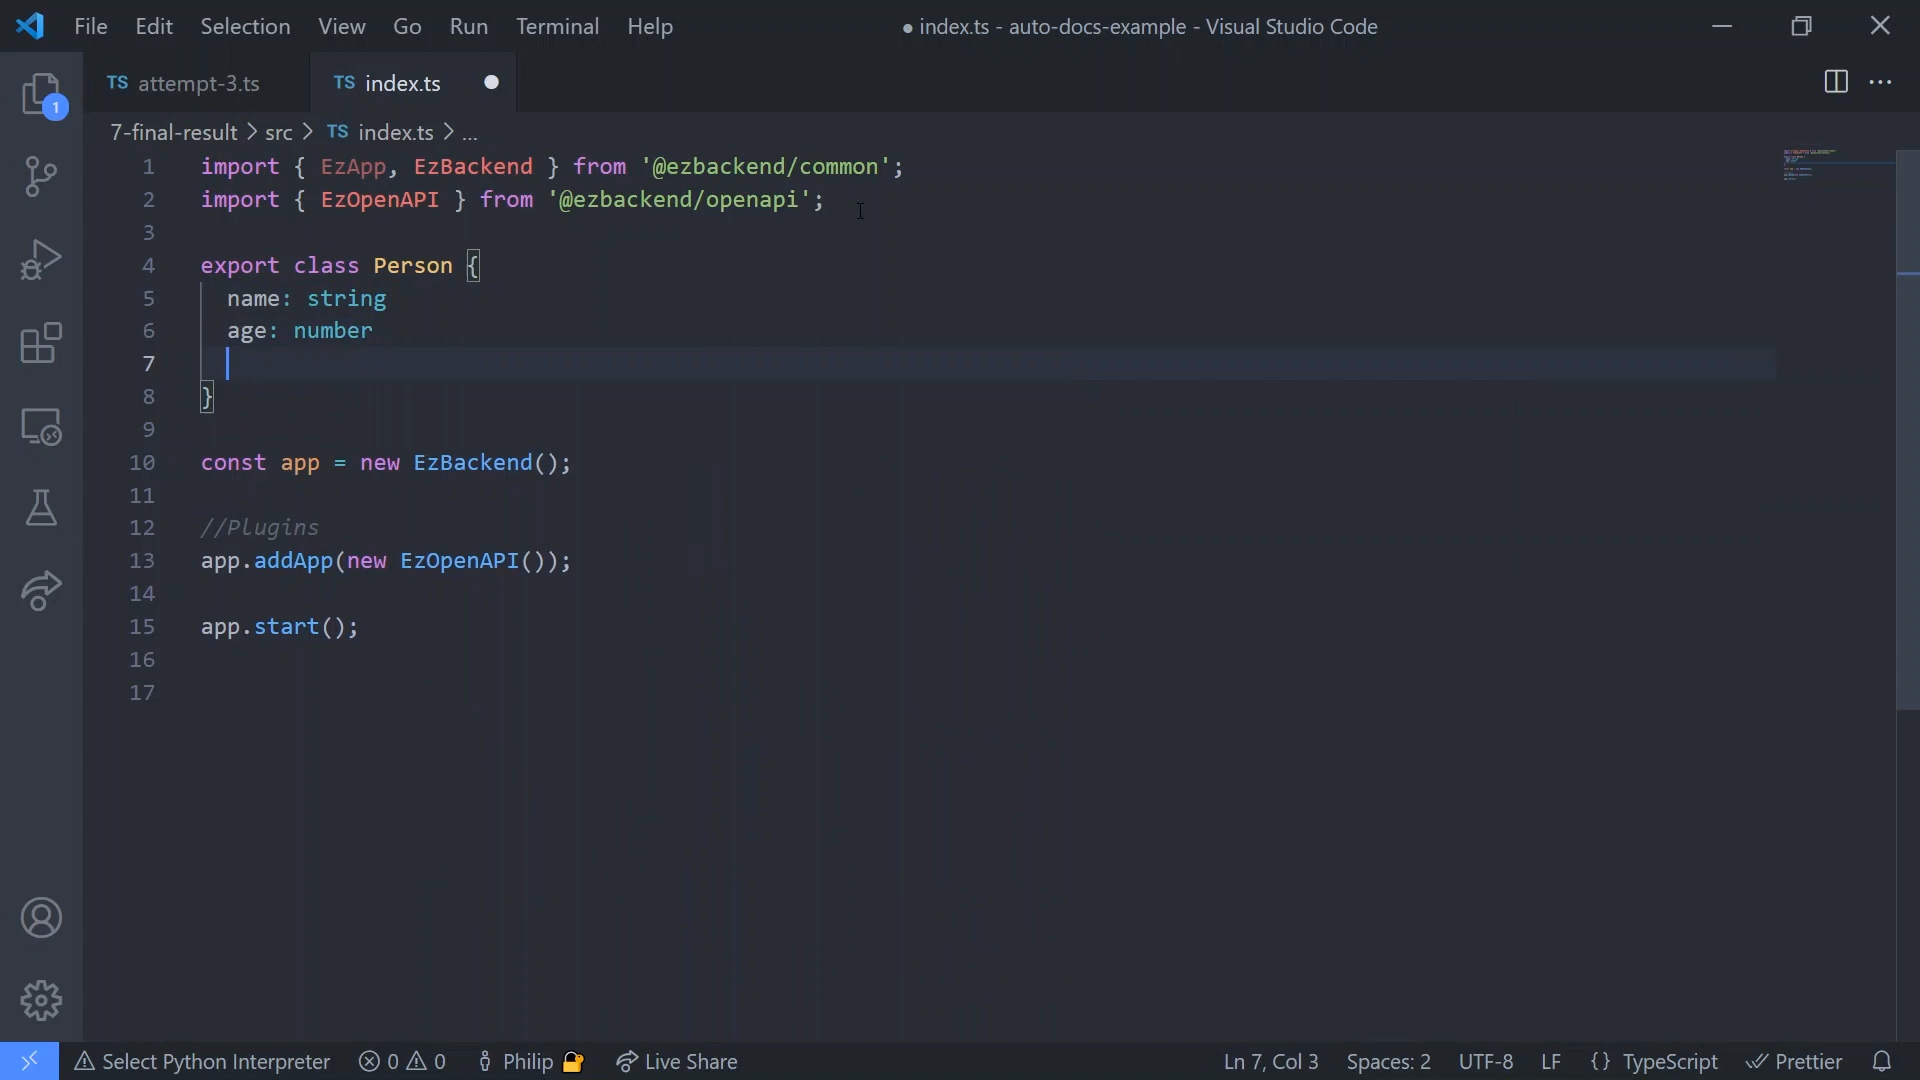 File Edit Selection View Go Run Terminal Help
● index.ts - auto-docs-example - Visual Studio Code
1
TS attempt-3.ts
TS index.ts ●
7-final-result > src > TS index.ts > ...
1 import { EzApp, EzBackend } from '@ezbackend/common';
2 import { EzOpenAPI } from '@ezbackend/openapi';
3
4 export class Person {
5 name: string
6 age: number
7
8 }
9
10 const app = new EzBackend();
11
12 //Plugins
13 app.addApp(new EzOpenAPI());
14
15 app.start();
16
17
Select Python Interpreter 0 0 Philip Live Share Ln 7, Col 3 Spaces: 2 UTF-8 LF {} TypeScript Prettier